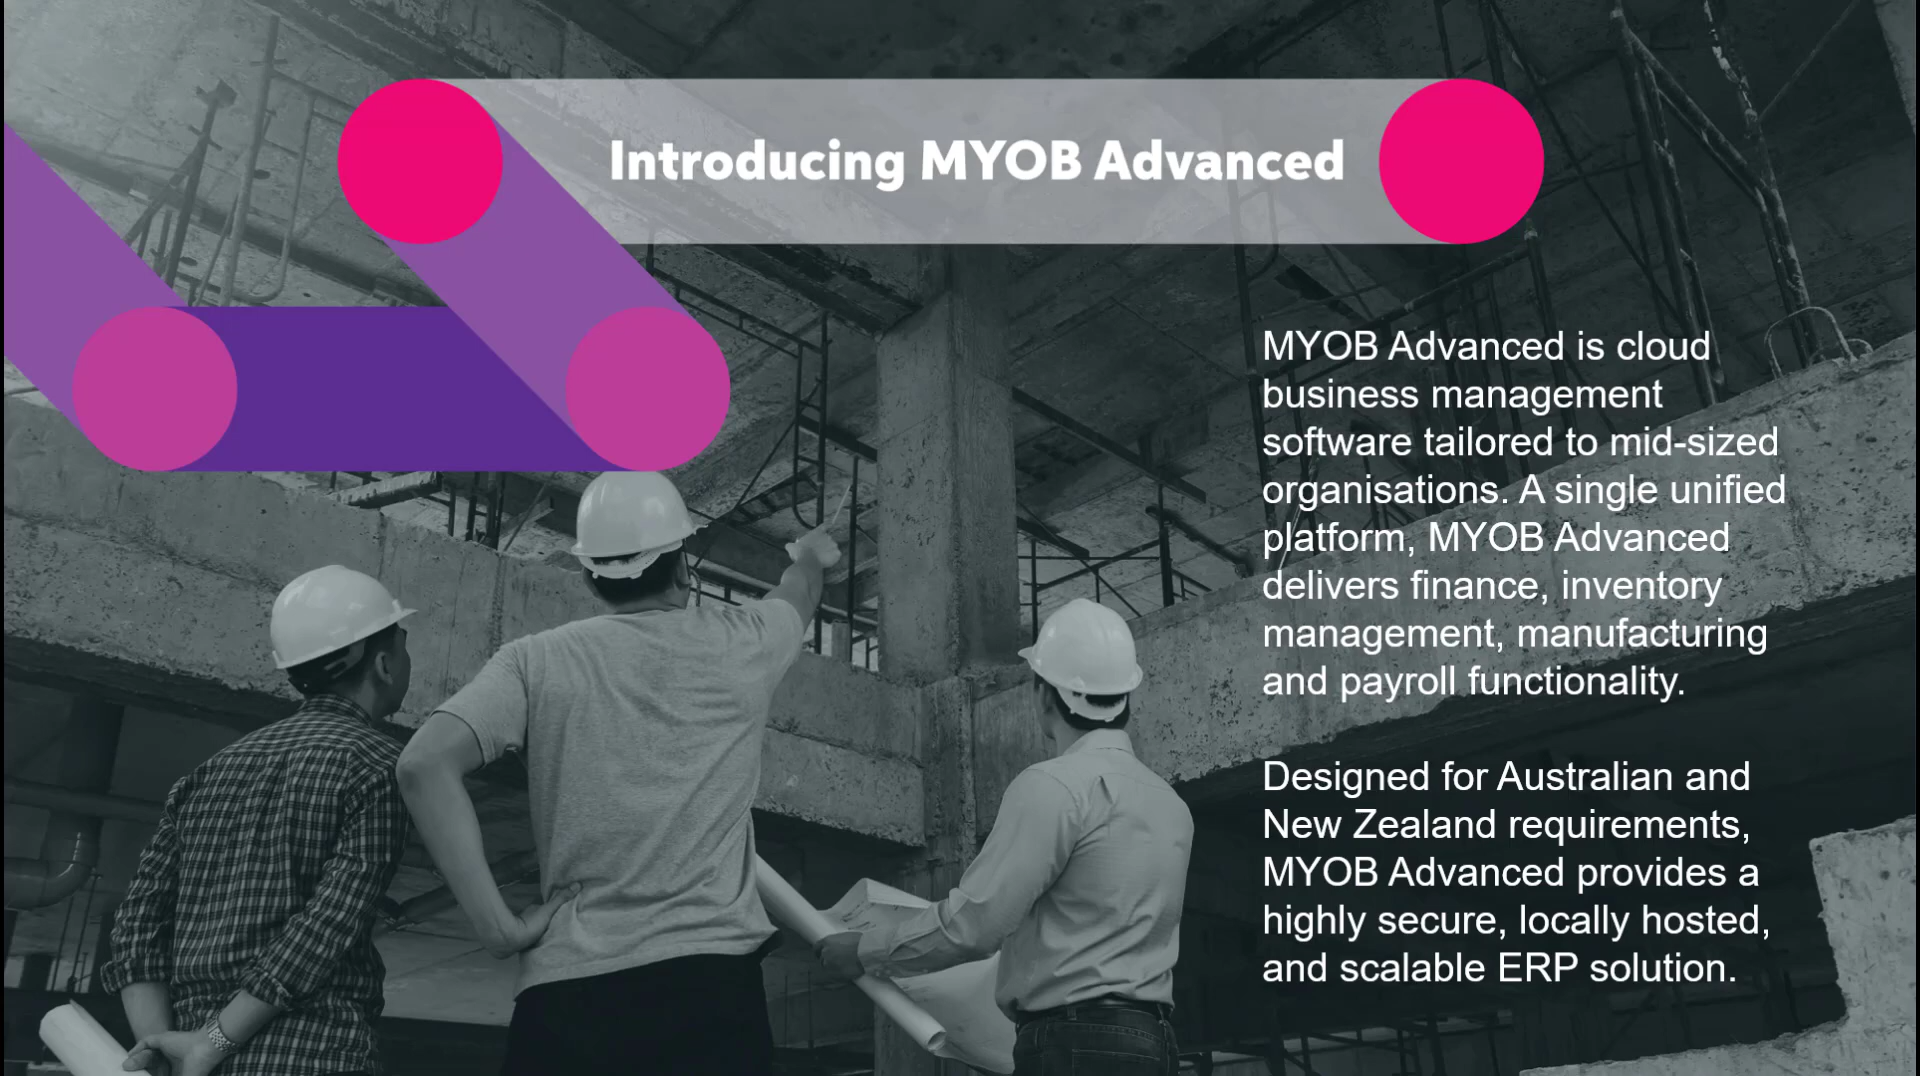 Introducing MYOB Advanced
MYOB Advanced is cloud
business management
software tailored to mid-sized
organisations. A single unified
platform, MYOB Advanced
delivers finance, inventory
management, manufacturing
and payroll functionality.
Designed for Australian and
New Zealand requirements,
MYOB Advanced provides a
highly secure, locally hosted,
and scalable ERP solution.